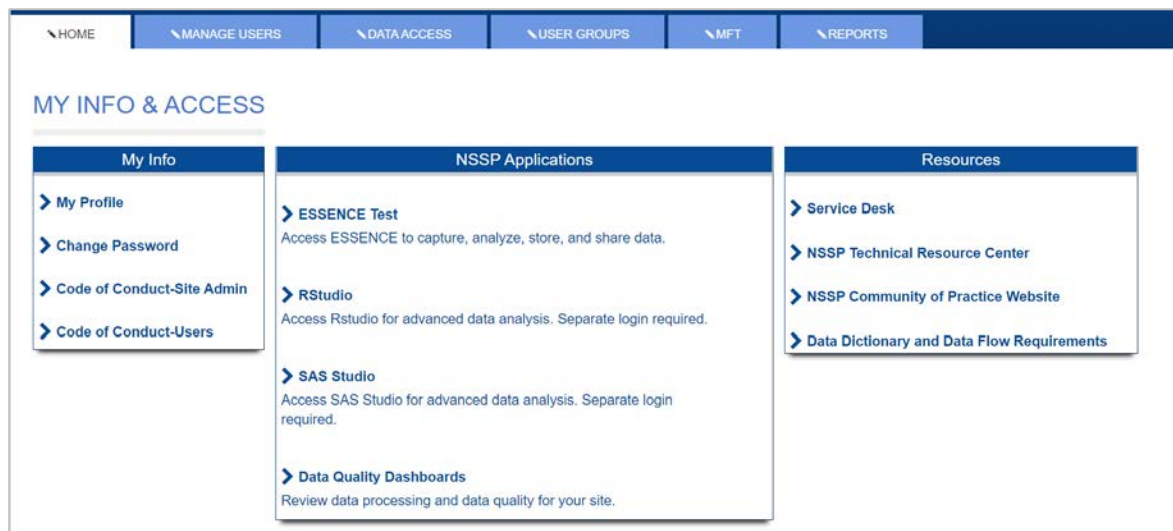 HOME
MANAGE USERS
DATA ACCESS
USER GROUPS
MFT
REPORTS
MY INFO & ACCESS
My Info
My Profile
Change Password
Code of Conduct-Site Admin
Code of Conduct-Users
NSSP Applications
ESSENCE Test
Access ESSENCE to capture, analyze, store, and share data.
RStudio
Access Rstudio for advanced data analysis. Separate login required.
SAS Studio
Access SAS Studio for advanced data analysis. Separate login
required.
Data Quality Dashboards
Review data processing and data quality for your site.
Resources
Service Desk
NSSP Technical Resource Center
NSSP Community of Practice Website
Data Dictionary and Data Flow Requirements